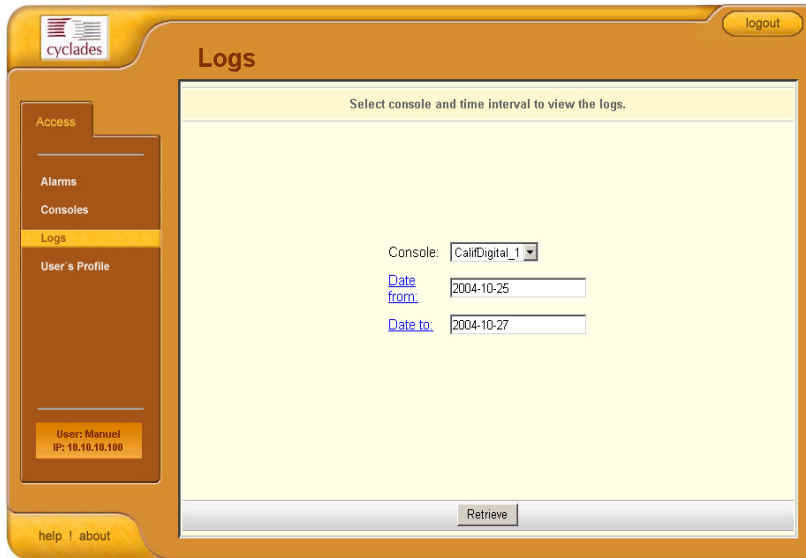 cyclades
logout
Logs
Access
Alarms
Consoles
Logs
User´s Profile
User: Manuel
IP: 10.10.10.100
help ! about
Select console and time interval to view the logs.
Console: CalifDigital_1
Date from: 2004-10-25
Date to: 2004-10-27
Retrieve